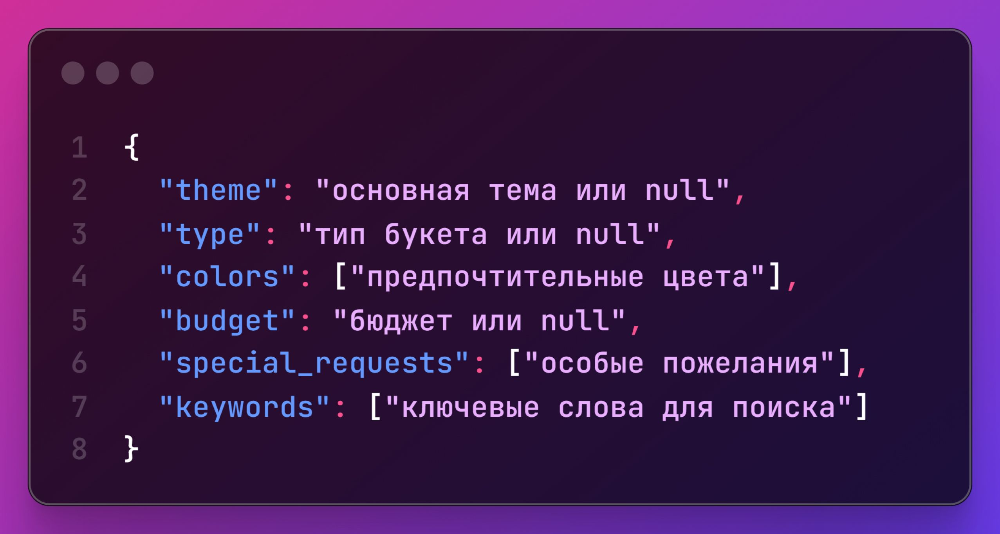 1 {
2 "theme": "основная тема или null",
3 "type": "тип букета или null",
4 "colors": ["предпочтительные цвета"],
5 "budget": "бюджет или null",
6 "special_requests": ["особые пожелания"],
7 "keywords": ["ключевые слова для поиска"]
8 }